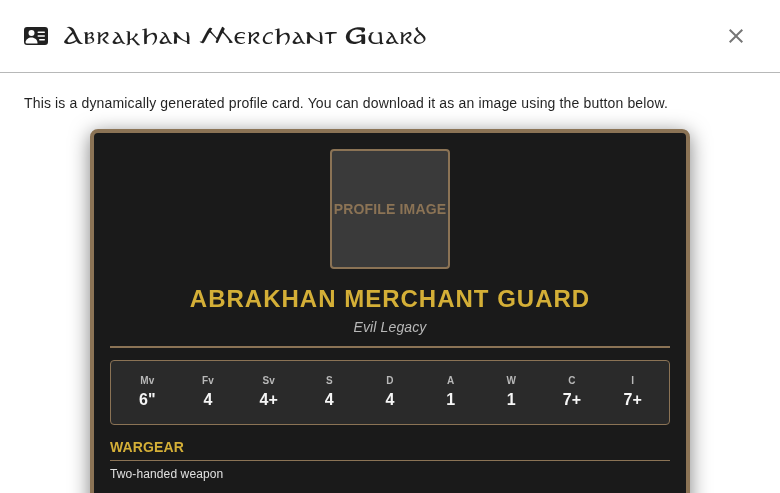 Abrakhan Merchant Guard
This is a dynamically generated profile card. You can download it as an image using the button below.
PROFILE IMAGE
ABRAKHAN MERCHANT GUARD
Evil Legacy
Mv Fv Sv S D A W C I
6" 4 4+ 4 4 1 1 7+ 7+
WARGEAR
Two-handed weapon